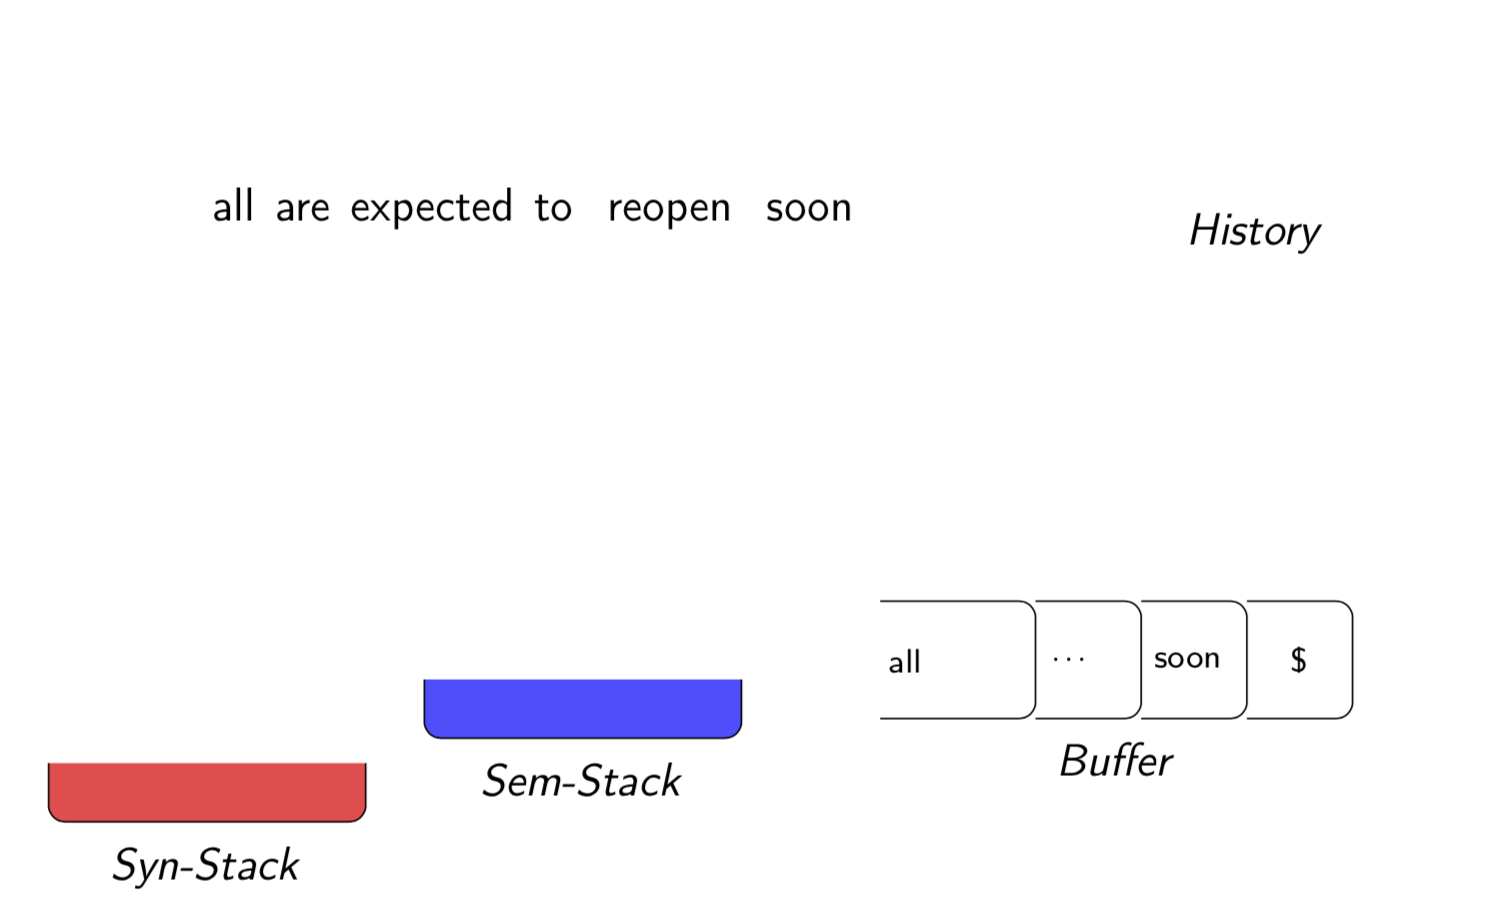 all are expected to reopen soon
History
all ... soon $
Buffer
Sem-Stack
Syn-Stack